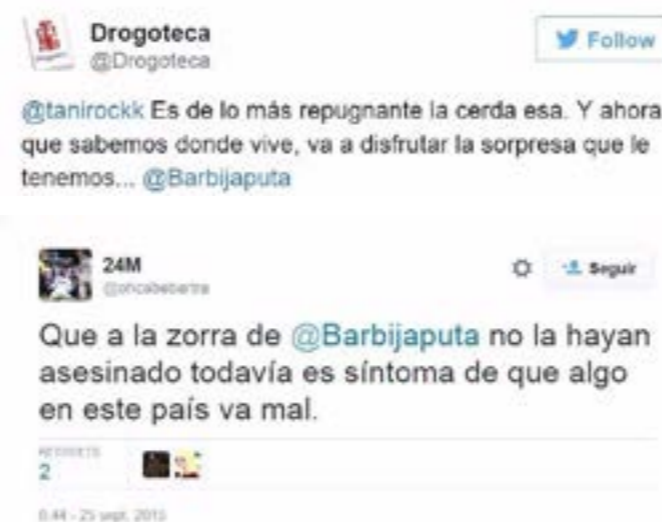 Drogoteca
@Drogoteca
Follow
@tanirockk Es de lo más repugnante la cerda esa. Y ahora
que sabemos donde vive, va a disfrutar la sorpresa que le
tenemos... @Barbijaputa
24M
Seguir
Que a la zorra de @Barbijaputa no la hayan
asesinado todavía es síntoma de que algo
en este país va mal.
RETWEETS
2